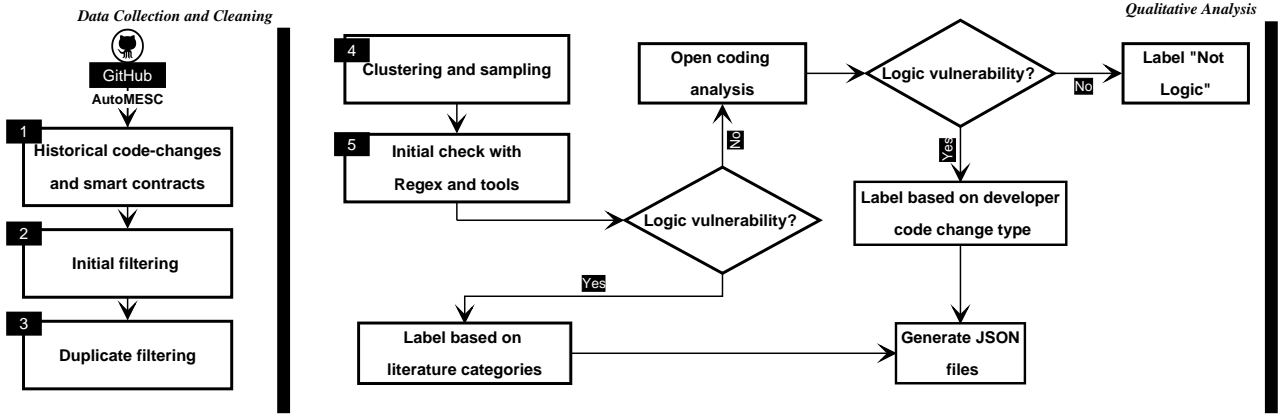 Data Collection and Cleaning
GitHub
AutoMESC
1
Historical code-changes
and smart contracts
2
Initial filtering
3
Duplicate filtering
Qualitative Analysis
4
Clustering and sampling
5
Initial check with
Regex and tools
Logic vulnerability?
No
Open coding
analysis
Logic vulnerability?
No
Label "Not
Logic"
Yes
Label based on developer
code change type
Yes
Label based on
literature categories
Generate JSON
files